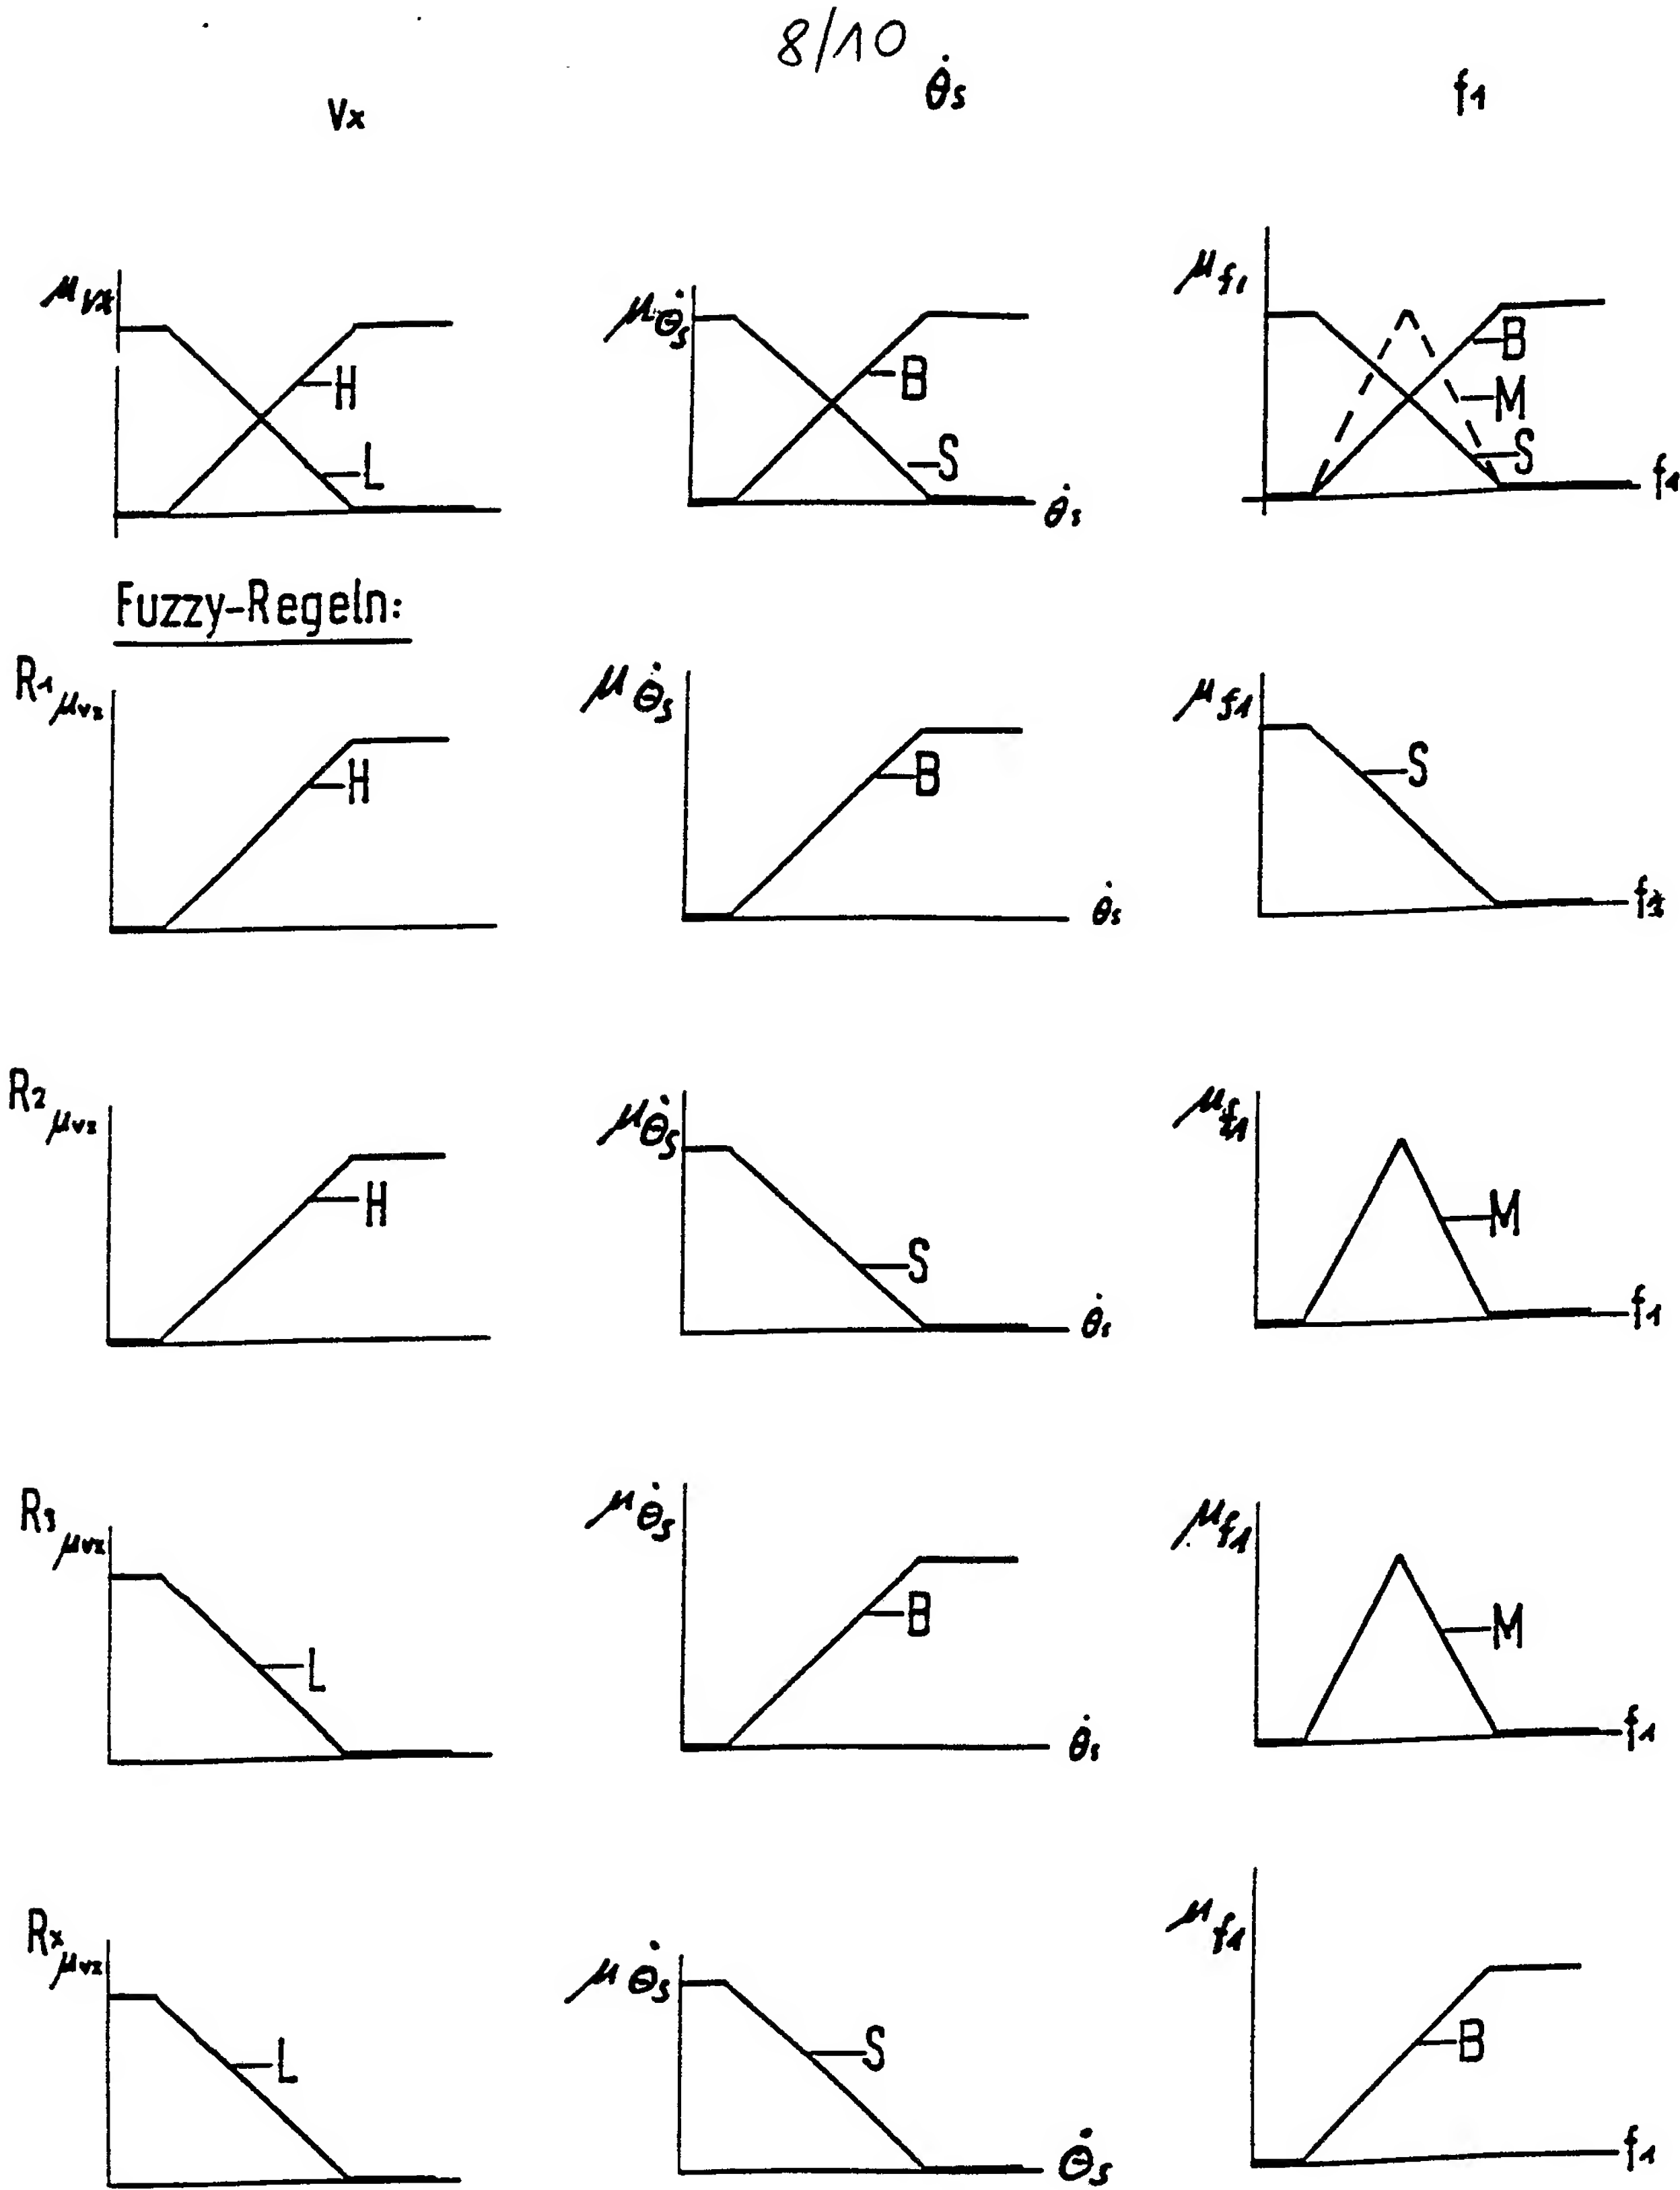 8/10
Vx θ̇s f1
μvx μθ̇s μf1
H B B
M
L S S
θ̇s f1
Fuzzy-Regeln:
R1 μvx μθ̇s μf1
H B S
θ̇s
R2 μvx μθ̇s μf1
H S M
θ̇s f1
R3 μvx μθ̇s μf1
L B M
θ̇s f1
Rx μvx μθ̇s μf1
L S B
θ̇s f1